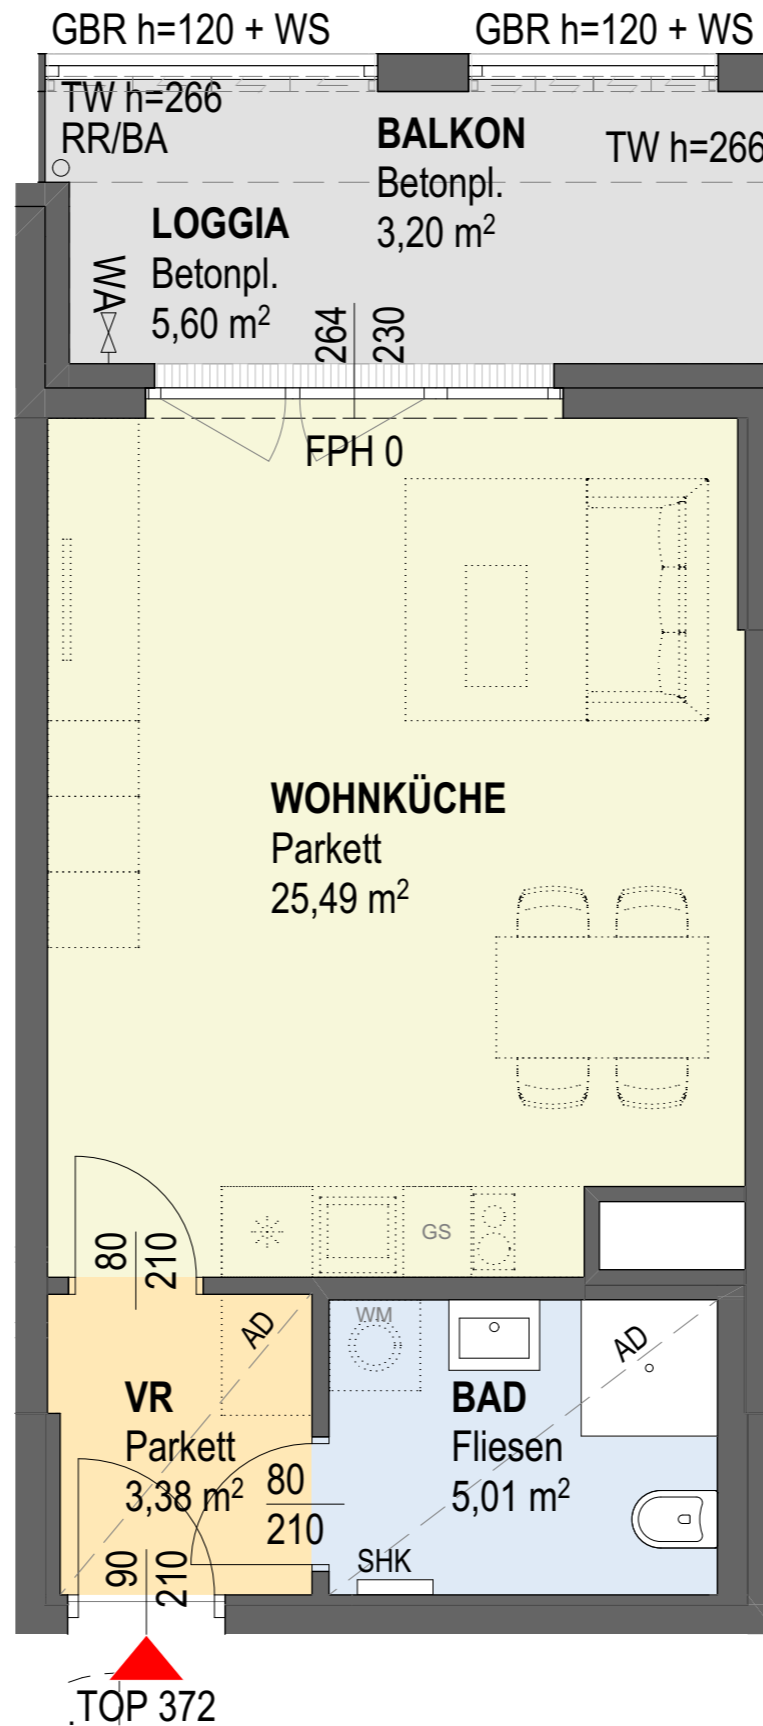 GBR h=120 + WS
GBR h=120 + WS
TW h=266
RR/BA
BALKON
Betonpl.
3,20 m²
TW h=266
LOGGIA
Betonpl.
5,60 m²
WA
264
230
FPH 0
WOHNKÜCHE
Parkett
25,49 m²
GS
80
210
AD
WM
AD
VR
Parkett
3,38 m²
BAD
Fliesen
5,01 m²
80
210
SHK
90
210
TOP 372